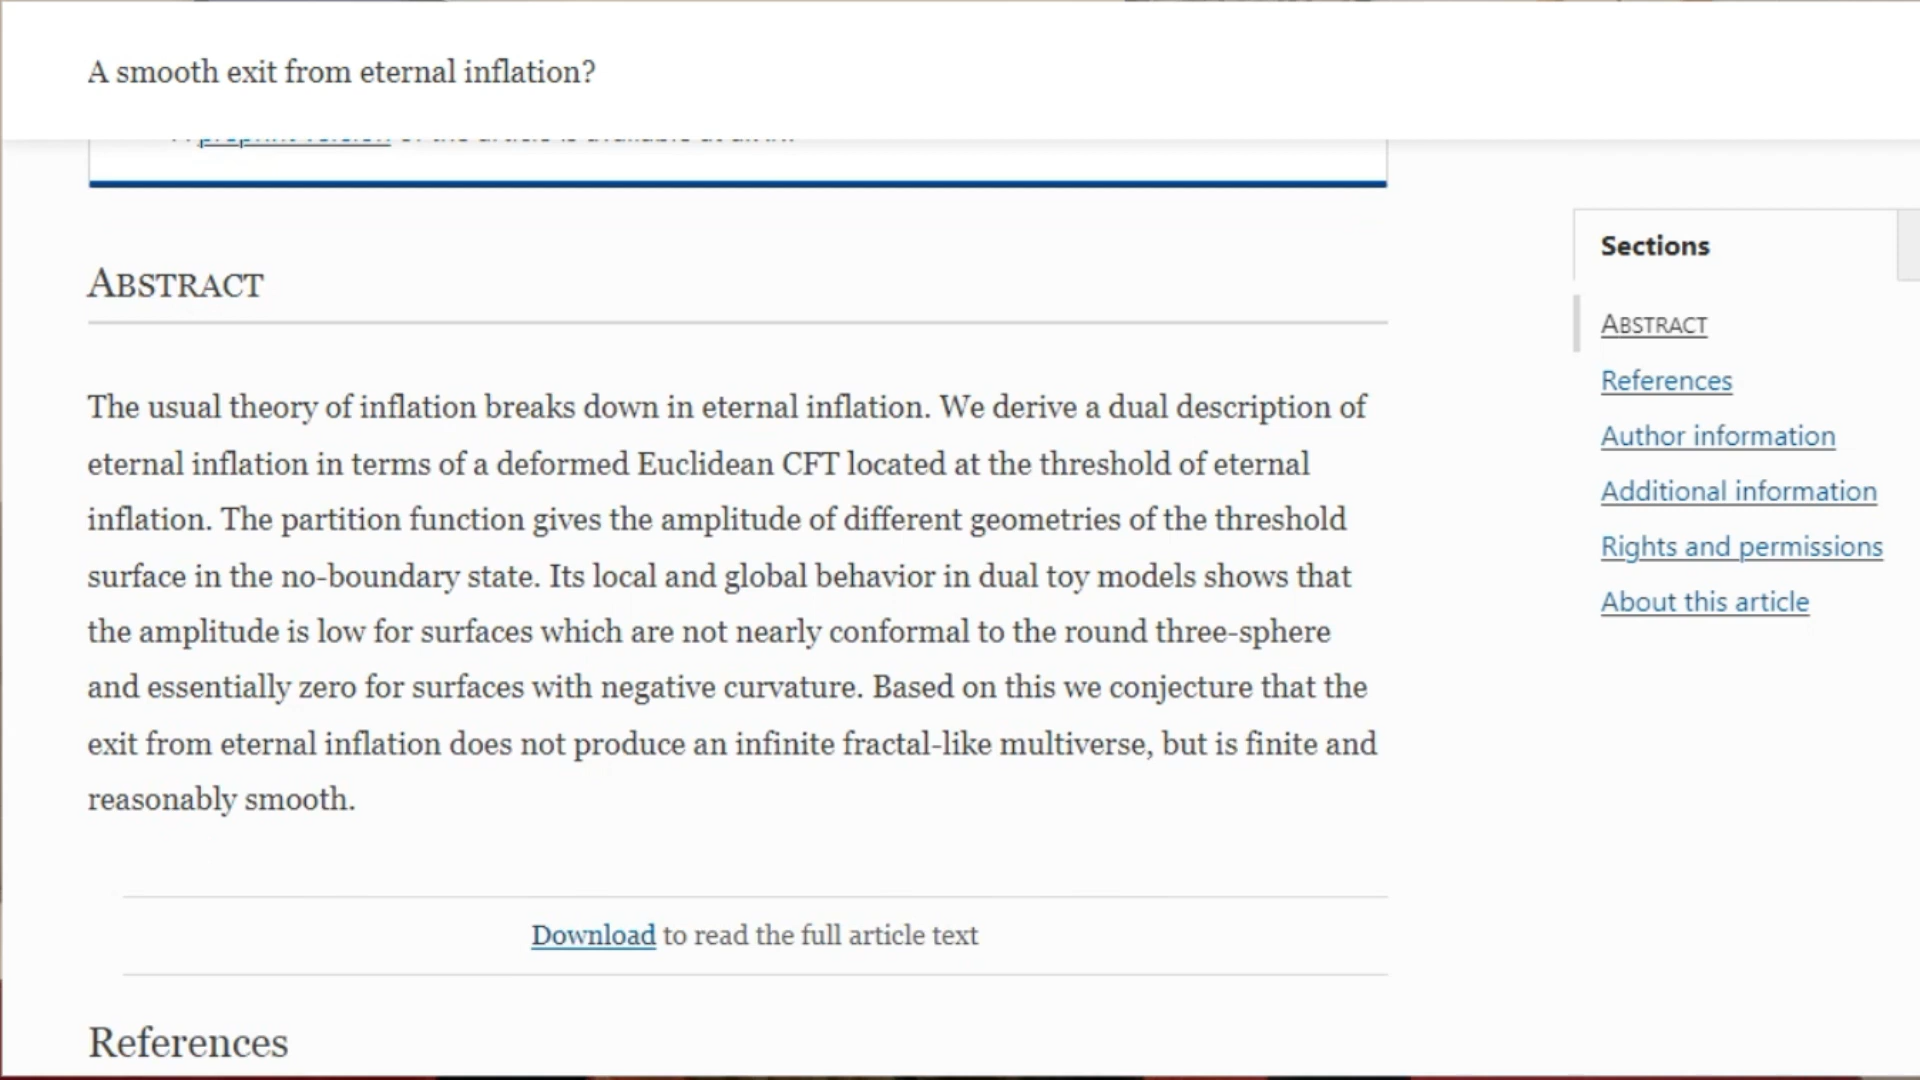 A smooth exit from eternal inflation?
ABSTRACT
The usual theory of inflation breaks down in eternal inflation. We derive a dual description of
eternal inflation in terms of a deformed Euclidean CFT located at the threshold of eternal
inflation. The partition function gives the amplitude of different geometries of the threshold
surface in the no-boundary state. Its local and global behavior in dual toy models shows that
the amplitude is low for surfaces which are not nearly conformal to the round three-sphere
and essentially zero for surfaces with negative curvature. Based on this we conjecture that the
exit from eternal inflation does not produce an infinite fractal-like multiverse, but is finite and
reasonably smooth.
Download to read the full article text
References
Sections
ABSTRACT
References
Author information
Additional information
Rights and permissions
About this article